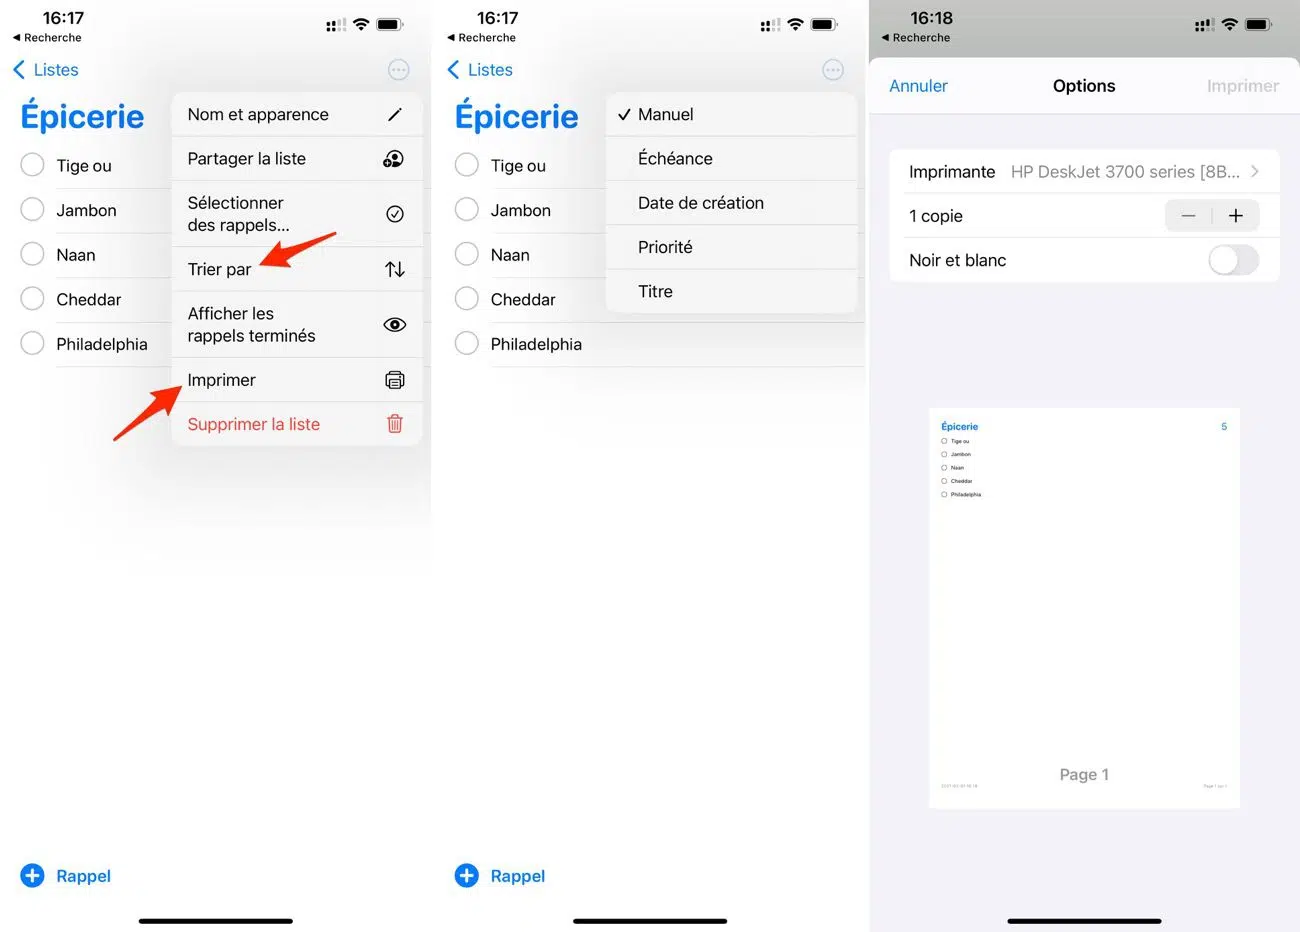 16:17
◀ Recherche
Listes
Épicerie
Tige ou
Jambon
Naan
Cheddar
Philadelphia
Nom et apparence
Partager la liste
Sélectionner
des rappels...
Trier par
Afficher les
rappels terminés
Imprimer
Supprimer la liste
Rappel
16:17
◀ Recherche
Listes
Épicerie
Tige ou
Jambon
Naan
Cheddar
Philadelphia
✓ Manuel
Échéance
Date de création
Priorité
Titre
Rappel
16:18
◀ Recherche
Annuler
Options
Imprimer
Imprimante HP DeskJet 3700 series [8B...
1 copie
Noir et blanc
Épicerie 5
Tige ou
Jambon
Naan
Cheddar
Philadelphia
Page 1